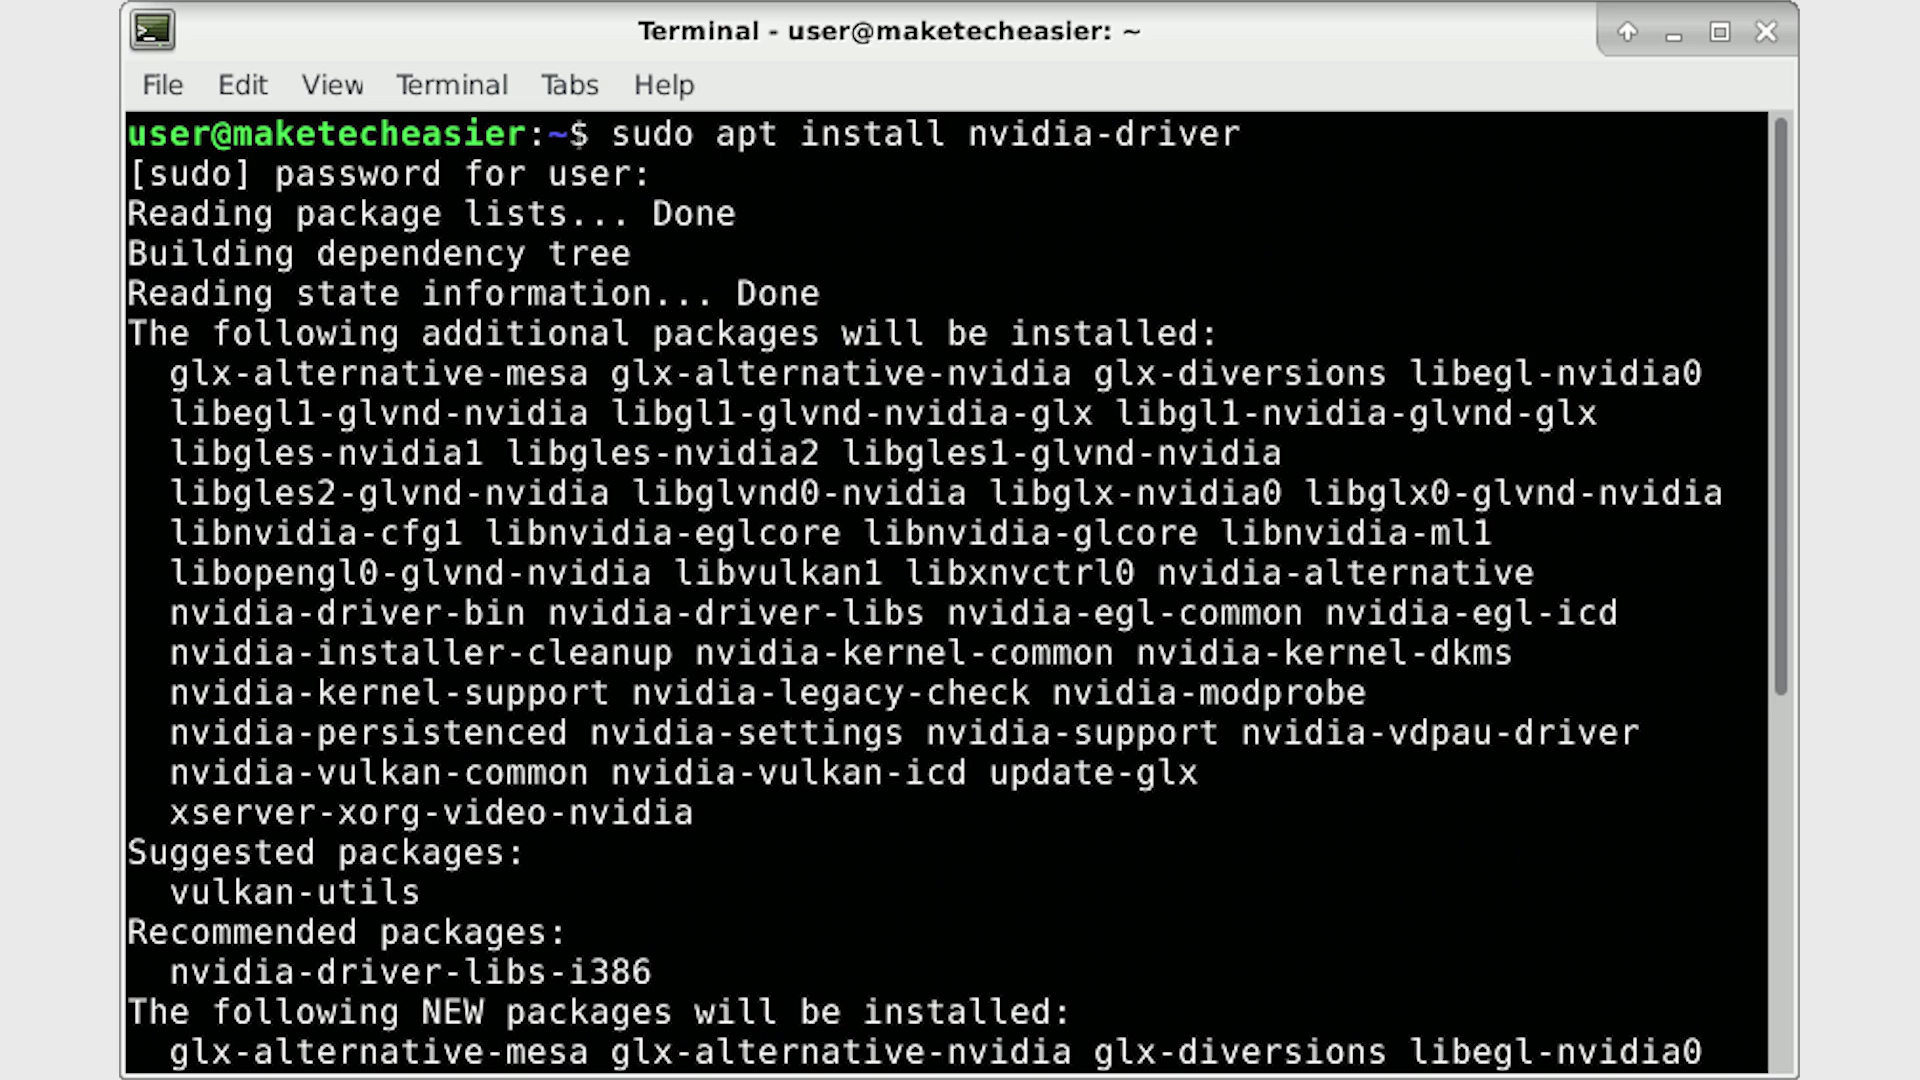 Terminal - user@maketecheasier: ~
File Edit View Terminal Tabs Help
user@maketecheasier:~$ sudo apt install nvidia-driver
[sudo] password for user:
Reading package lists... Done
Building dependency tree
Reading state information... Done
The following additional packages will be installed:
  glx-alternative-mesa glx-alternative-nvidia glx-diversions libegl-nvidia0
  libegl1-glvnd-nvidia libgl1-glvnd-nvidia-glx libgl1-nvidia-glvnd-glx
  libgles-nvidia1 libgles-nvidia2 libgles1-glvnd-nvidia
  libgles2-glvnd-nvidia libglvnd0-nvidia libglx-nvidia0 libglx0-glvnd-nvidia
  libnvidia-cfg1 libnvidia-eglcore libnvidia-glcore libnvidia-ml1
  libopengl0-glvnd-nvidia libvulkan1 libxnvctrl0 nvidia-alternative
  nvidia-driver-bin nvidia-driver-libs nvidia-egl-common nvidia-egl-icd
  nvidia-installer-cleanup nvidia-kernel-common nvidia-kernel-dkms
  nvidia-kernel-support nvidia-legacy-check nvidia-modprobe
  nvidia-persistenced nvidia-settings nvidia-support nvidia-vdpau-driver
  nvidia-vulkan-common nvidia-vulkan-icd update-glx
  xserver-xorg-video-nvidia
Suggested packages:
  vulkan-utils
Recommended packages:
  nvidia-driver-libs-i386
The following NEW packages will be installed:
  glx-alternative-mesa glx-alternative-nvidia glx-diversions libegl-nvidia0